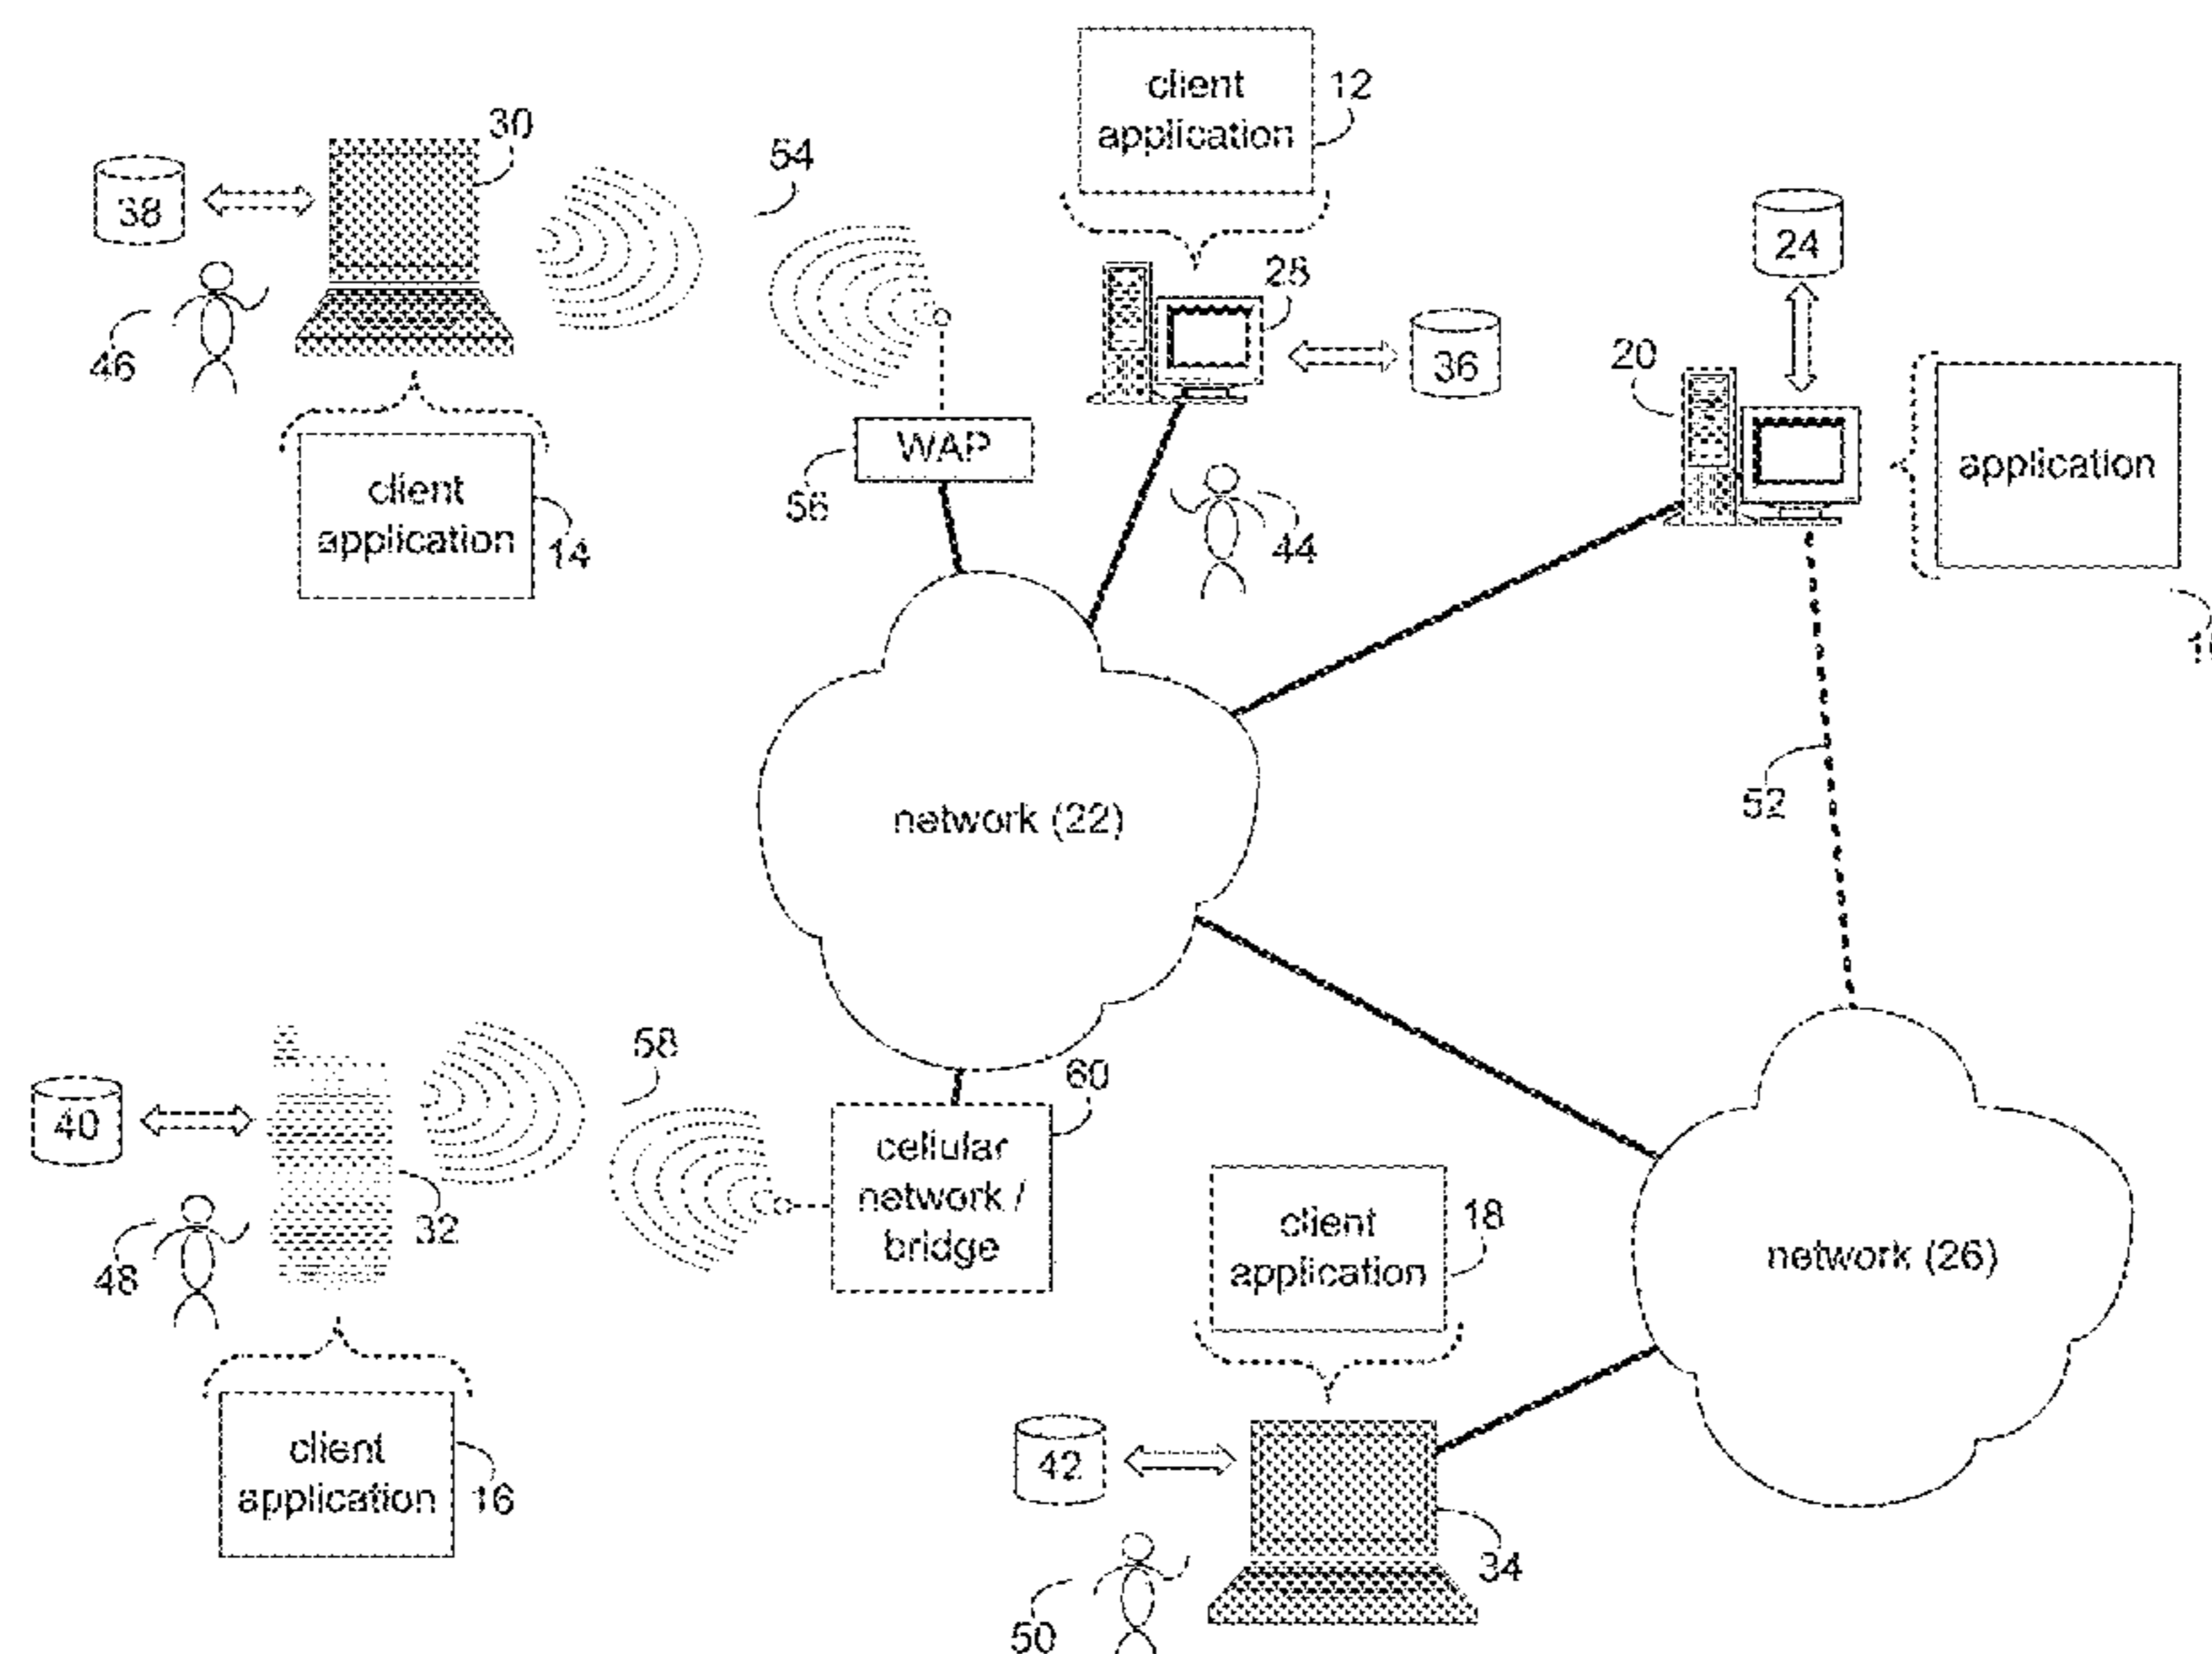 client
application
12
30
54
38
24
28
36
20
46
WAP
56
client
application
14
44
application
network (22)
52
58
60
40
cellular
network /
bridge
32
48
client
application
18
network (26)
client
application
16
42
34
50